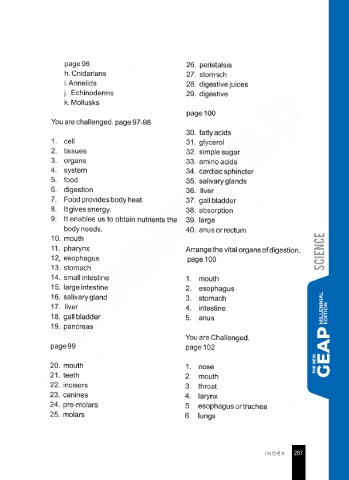 page 96
h. Cnidarians
i. Annelids
j. Echinoderms
k. Mollusks
You are challenged. page 97-98
1. cell
2. tissues
3. organs
4. system
5. food
6. digestion
7. Food provides body heat.
8. It gives energy.
9. It enables us to obtain nutrients the
body needs.
10. mouth
11. pharynx
12, esophagus
13. stomach
14. small intestine
15. large intestine
16. salivary gland
17. liver
18. gall bladder
19. pancreas
page 99
20. mouth
21. teeth
22. incisors
23. canines
24. pre-molars
25. molars
26. peristalsis
27. stomach
28. digestive juices
29. digestive
page 100
30. fatty acids
31. glycerol
32. simple sugar
33. amino acids
34. cardiac sphincter
35. salivary glands
36. liver
37. gall bladder
38. absorption
39. large
40. anus or rectum
Arrange the vital organs of digestion.
page 100
1. mouth
2. esophagus
3. stomach
4. intestine
5. anus
You are Challenged.
page 102
1. nose
2. mouth
3. throat
4. larynx
5. esophagus or trachea
6. lungs
SCIENCE
THE NEW
GEAP MILLENNIAL
EDITION
INDEX 287